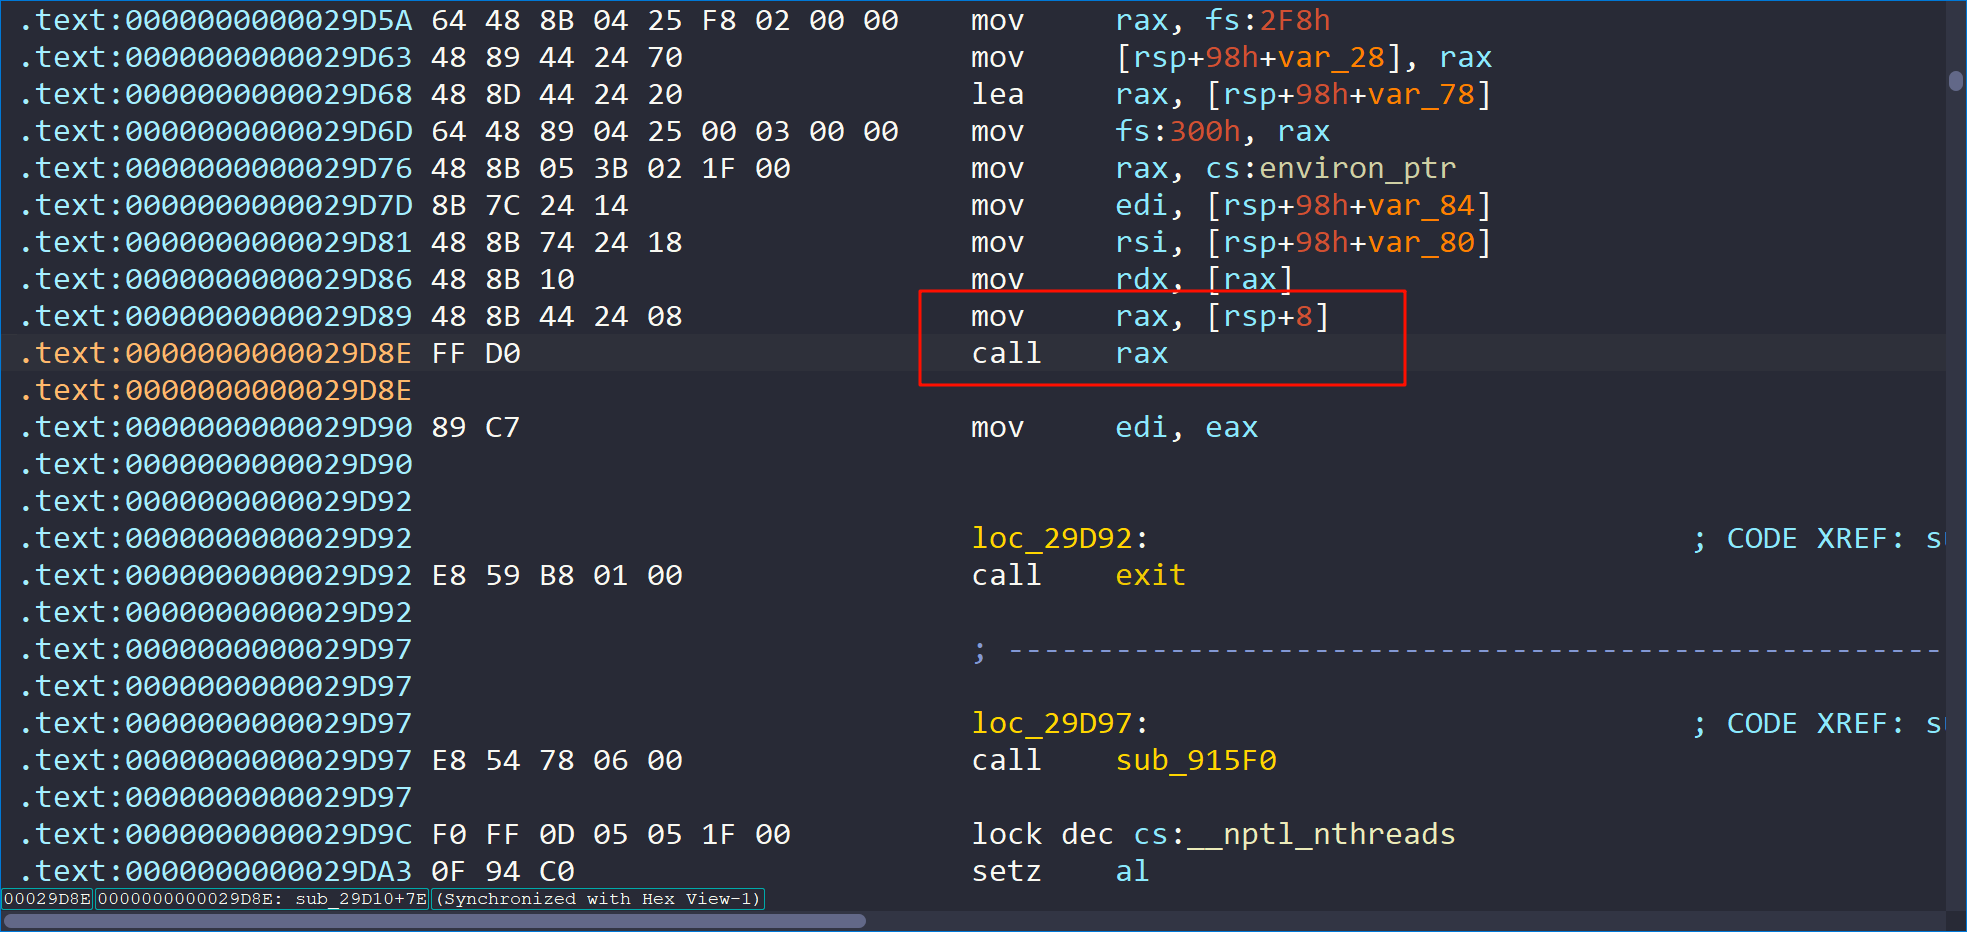 .text:0000000000029D5A 64 48 8B 04 25 F8 02 00 00 mov rax, fs:2F8h
.text:0000000000029D63 48 89 44 24 70 mov [rsp+98h+var_28], rax
.text:0000000000029D68 48 8D 44 24 20 lea rax, [rsp+98h+var_78]
.text:0000000000029D6D 64 48 89 04 25 00 03 00 00 mov fs:300h, rax
.text:0000000000029D76 48 8B 05 3B 02 1F 00 mov rax, cs:environ_ptr
.text:0000000000029D7D 8B 7C 24 14 mov edi, [rsp+98h+var_84]
.text:0000000000029D81 48 8B 74 24 18 mov rsi, [rsp+98h+var_80]
.text:0000000000029D86 48 8B 10 mov rdx, [rax]
.text:0000000000029D89 48 8B 44 24 08 mov rax, [rsp+8]
.text:0000000000029D8E FF D0 call rax
.text:0000000000029D8E
.text:0000000000029D90 89 C7 mov edi, eax
.text:0000000000029D90
.text:0000000000029D92
.text:0000000000029D92 loc_29D92: ; CODE XREF:
.text:0000000000029D92 E8 59 B8 01 00 call exit
.text:0000000000029D92
.text:0000000000029D97 ; ----------------------------------------------------
.text:0000000000029D97
.text:0000000000029D97 loc_29D97: ; CODE XREF:
.text:0000000000029D97 E8 54 78 06 00 call sub_915F0
.text:0000000000029D97
.text:0000000000029D9C F0 FF 0D 05 05 1F 00 lock dec cs:__nptl_nthreads
.text:0000000000029DA3 0F 94 C0 setz al
00029D8E 0000000000029D8E: sub_29D10+7E (Synchronized with Hex View-1)